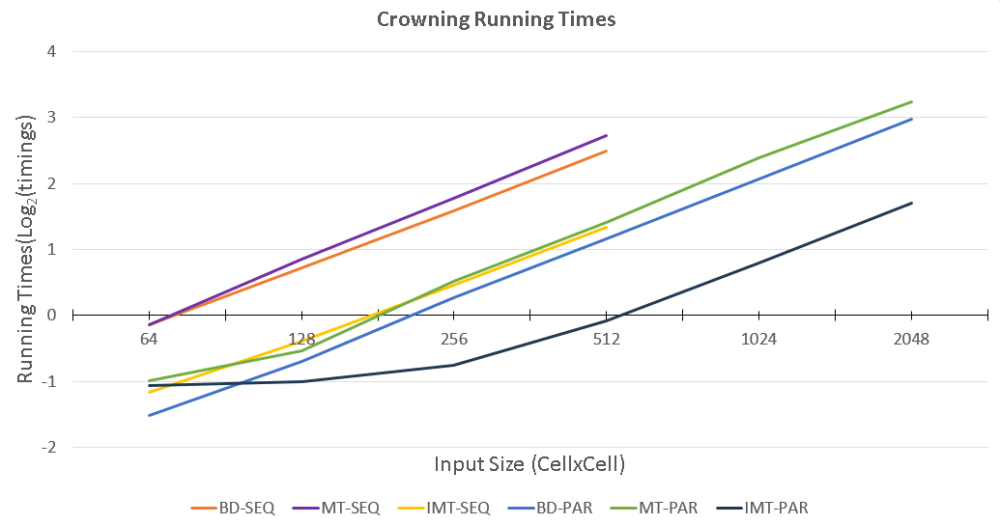 Crowning Running Times
Running Times(Log₂(timings)
4
3
2
1
0
-1
-2
64 128 256 512 1024 2048
Input Size (CellxCell)
BD-SEQ MT-SEQ IMT-SEQ BD-PAR MT-PAR IMT-PAR